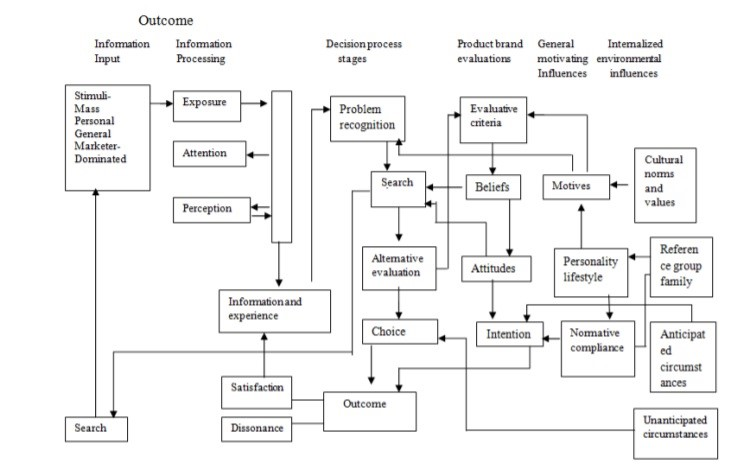 Outcome
Information
Input
Information
Processing
Decision process
stages
Product brand
evaluations
General
motivating
Influences
Internalized
environmental
influences
Stimuli-
Mass
Personal
General
Marketer-
Dominated
Exposure
Attention
Perception
Problem
recognition
Evaluative
criteria
Search
Beliefs
Motives
Cultural
norms
and
values
Alternative
evaluation
Attitudes
Personality
lifestyle
Referen
ce group
family
Information and
experience
Choice
Intention
Normative
compliance
Anticipat
ed
circumst
ances
Satisfaction
Outcome
Search
Dissonance
Unanticipated
circumstances